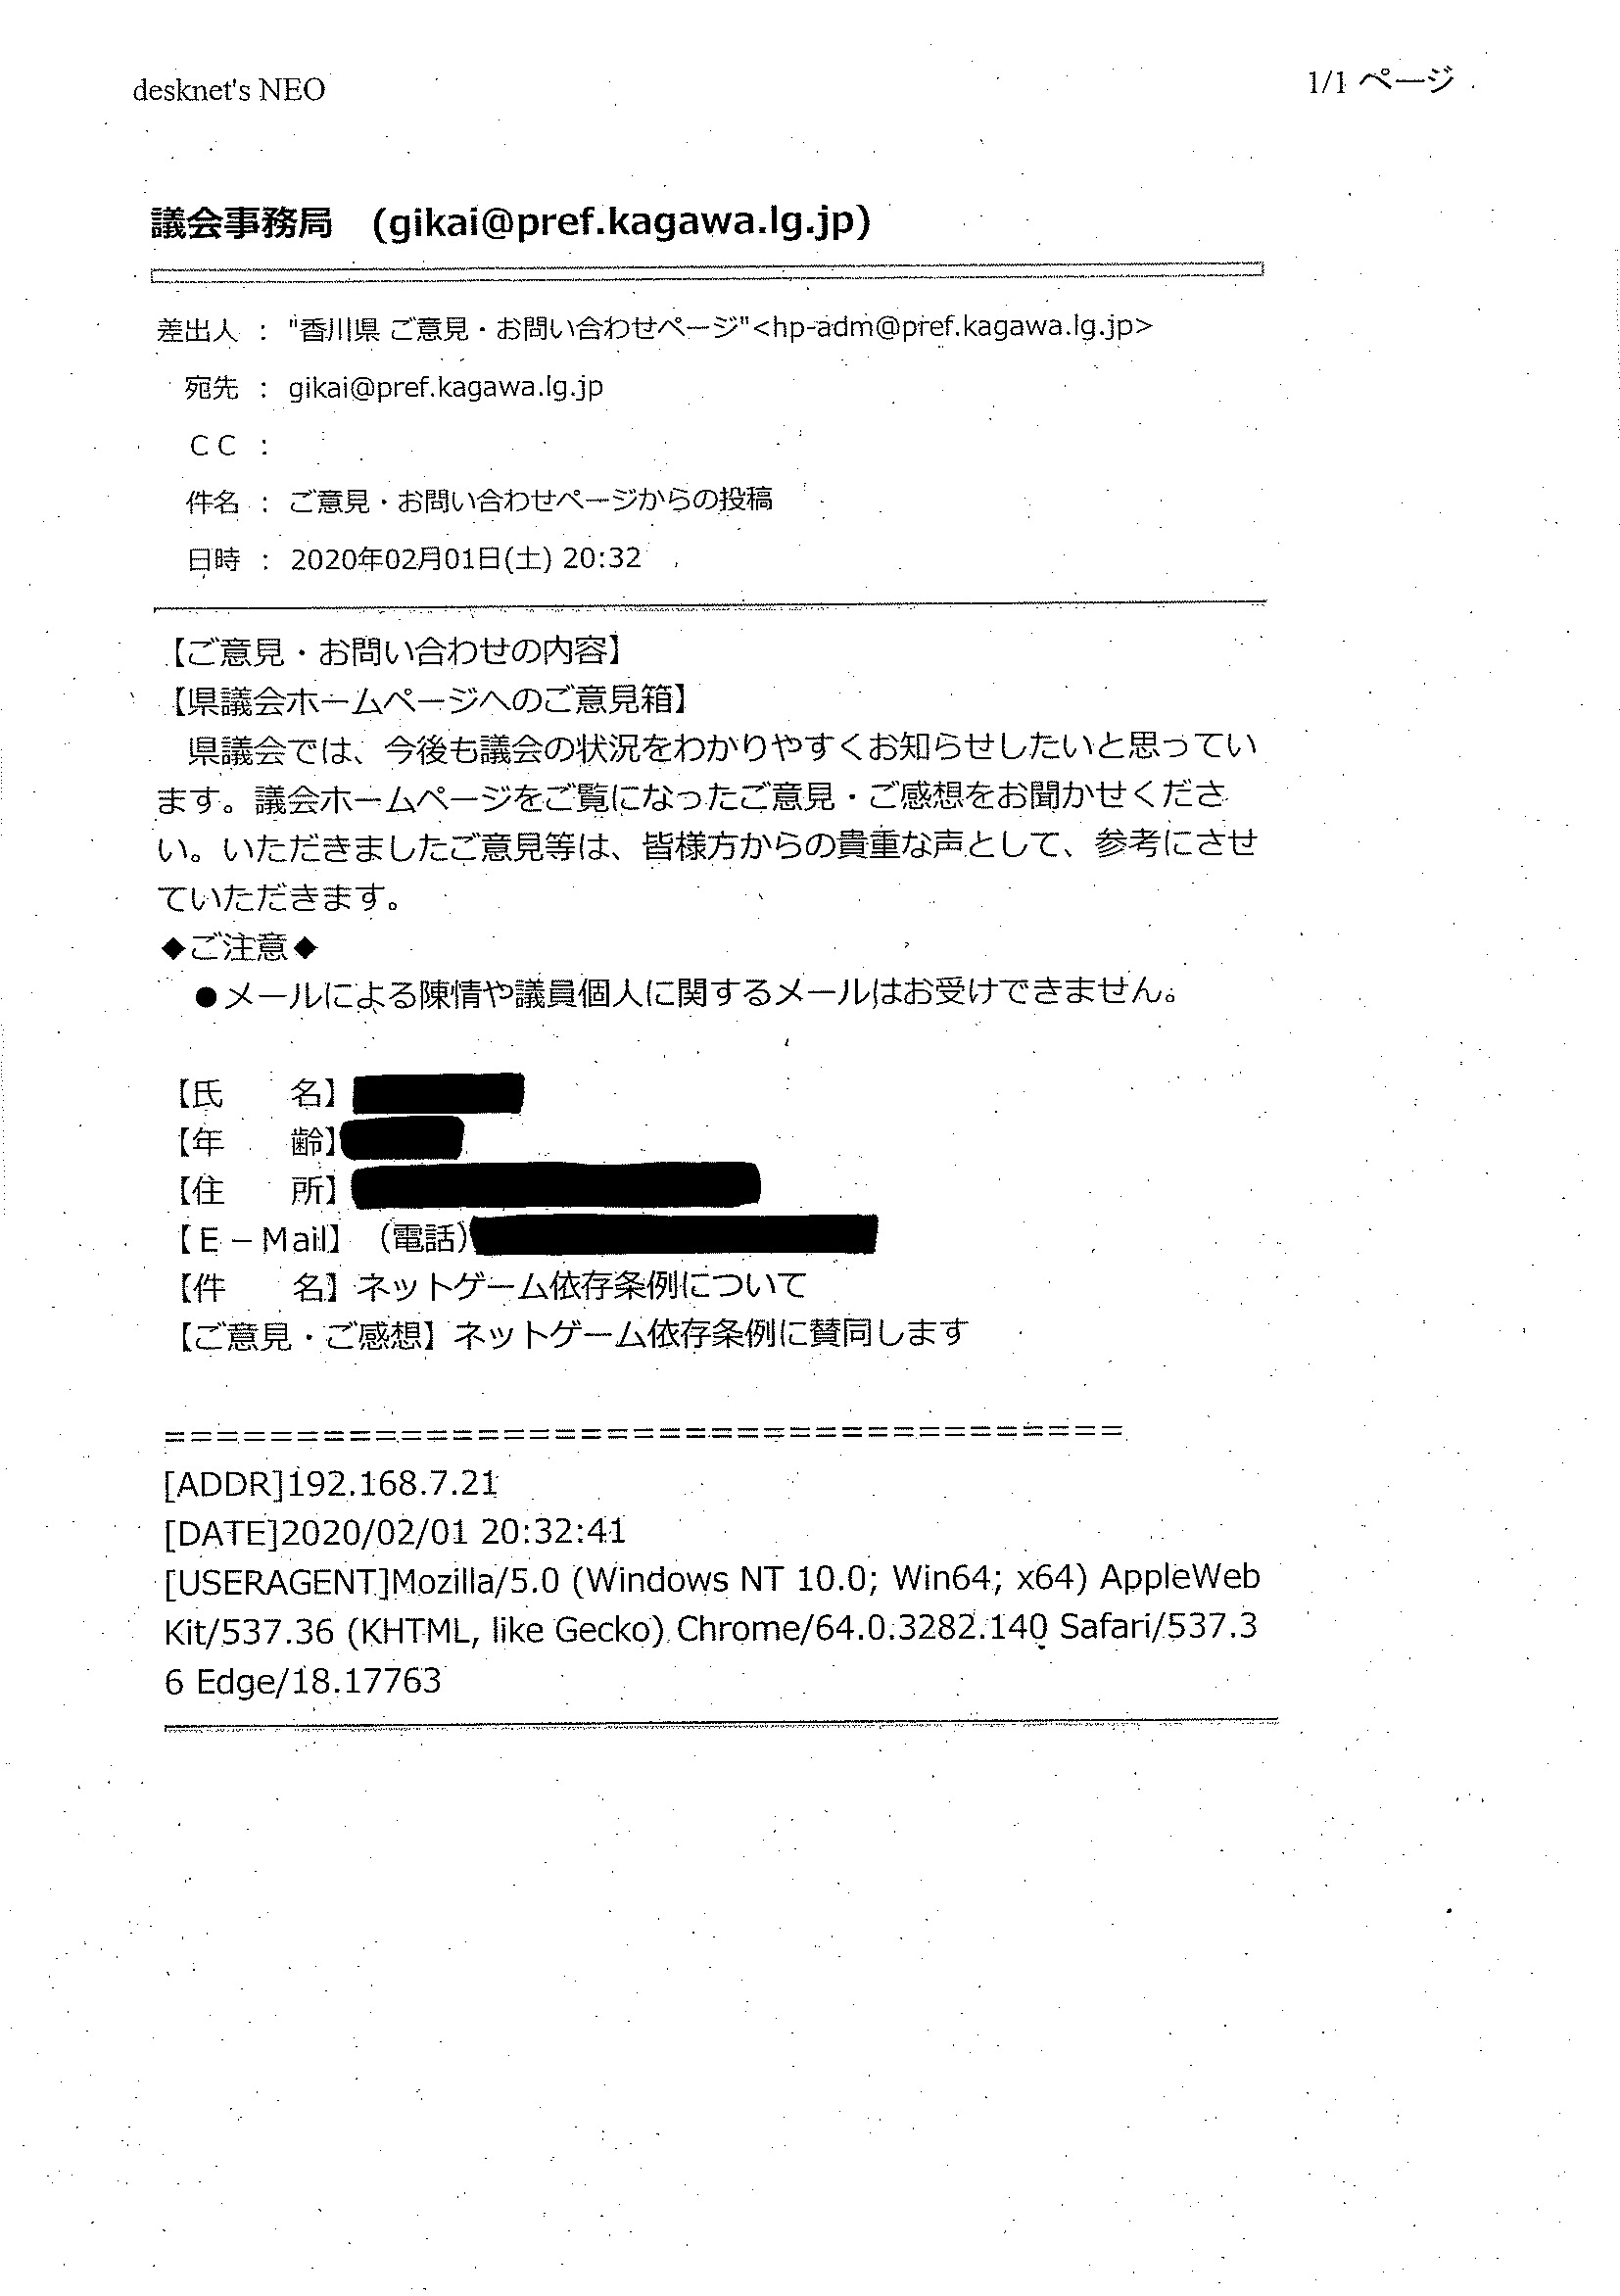 desknet's NEO
1/1 ページ
議会事務局　(gikai@pref.kagawa.lg.jp)
差出人 ： "香川県 ご意見・お問い合わせページ"<hp-adm@pref.kagawa.lg.jp>
宛先 ： gikai@pref.kagawa.lg.jp
ＣＣ ：
件名 ： ご意見・お問い合わせページからの投稿
日時 ： 2020年02月01日(土) 20:32
【ご意見・お問い合わせの内容】
【県議会ホームページへのご意見箱】
　県議会では、今後も議会の状況をわかりやすくお知らせしたいと思ってい
ます。議会ホームページをご覧になったご意見・ご感想をお聞かせくださ
い。いただきましたご意見等は、皆様方からの貴重な声として、参考にさせ
ていただきます。
◆ご注意◆
　●メールによる陳情や議員個人に関するメールはお受けできません。
【氏　　名】
【年　　齢】
【住　　所】
【Ｅ－Mail】（電話）
【件　　名】ネットゲーム依存条例について
【ご意見・ご感想】ネットゲーム依存条例に賛同します
=====================================
[ADDR]192.168.7.21
[DATE]2020/02/01 20:32:41
[USERAGENT]Mozilla/5.0 (Windows NT 10.0; Win64; x64) AppleWeb
Kit/537.36 (KHTML, like Gecko) Chrome/64.0.3282.140 Safari/537.3
6 Edge/18.17763